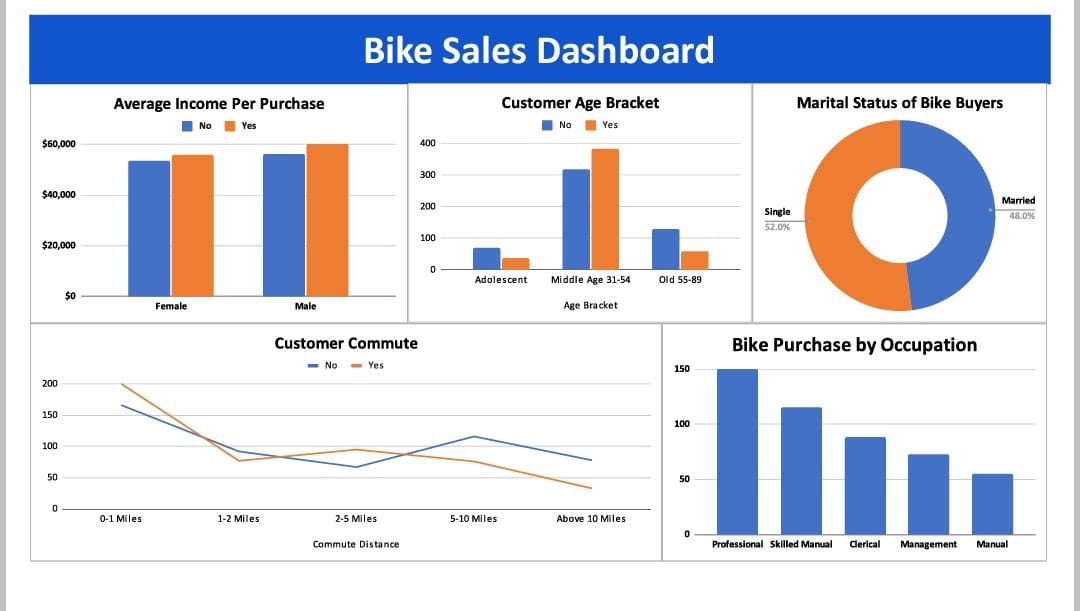 Bike Sales Dashboard
Average Income Per Purchase
No Yes
$60,000
$40,000
$20,000
$0
Female Male
Customer Age Bracket
No Yes
400
300
200
100
0
Adolescent Middle Age 31-54 Old 55-89
Age Bracket
Marital Status of Bike Buyers
Married
48.0%
Single
52.0%
Customer Commute
No Yes
200
150
100
50
0
0-1 Miles 1-2 Miles 2-5 Miles 5-10 Miles Above 10 Miles
Commute Distance
Bike Purchase by Occupation
150
100
50
0
Professional Skilled Manual Clerical Management Manual